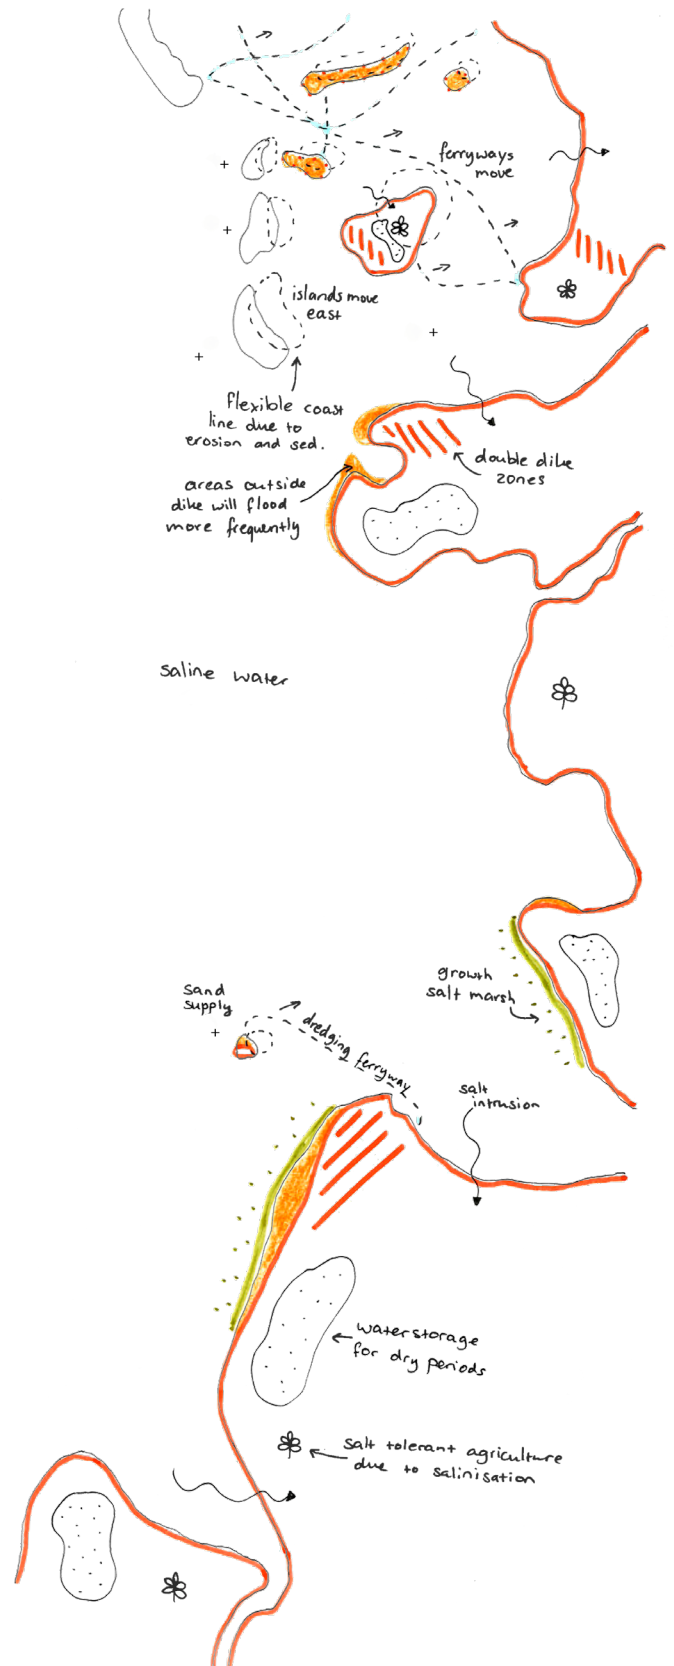 ferryways
move
islands move
east
flexible coast
line due to
erosion and sed.
double dike
zones
areas outside
dike will flood
more frequently
saline water
growth
salt marsh
sand
supply
dredging ferryway
salt
intrusion
water storage
for dry periods
salt tolerant agriculture
due to salinisation